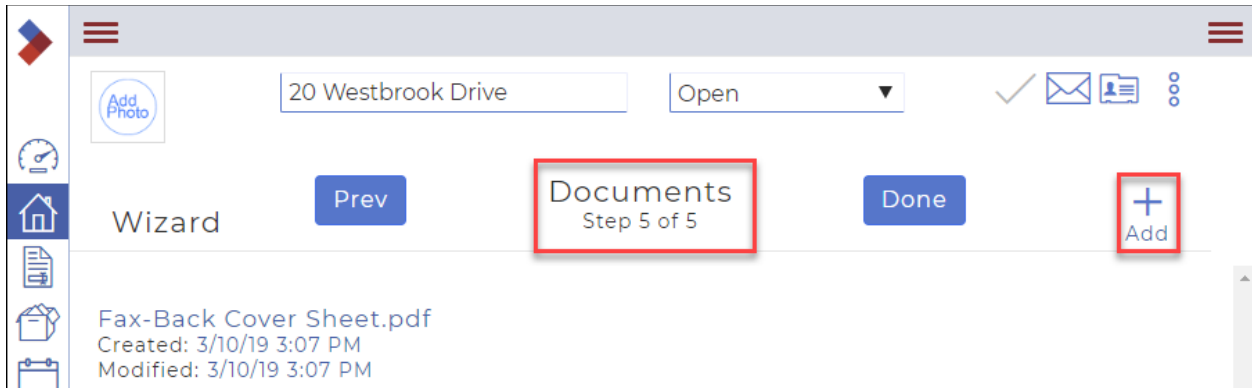 Add
Photo
20 Westbrook Drive
Open
Wizard
Prev
Documents
Step 5 of 5
Done
Add
Fax-Back Cover Sheet.pdf
Created: 3/10/19 3:07 PM
Modified: 3/10/19 3:07 PM